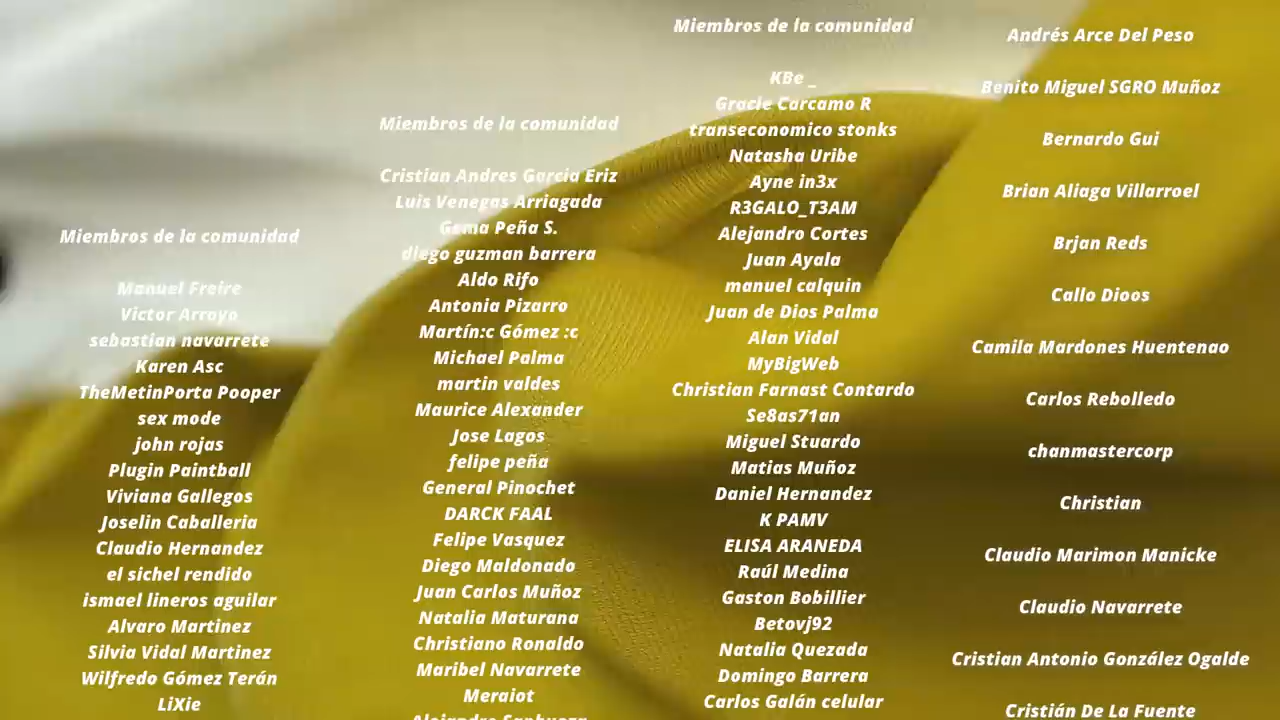 Miembros de la comunidad
Manuel Freire
Victor Arroyo
sebastian navarrete
Karen Asc
TheMetinPorta Pooper
sex mode
john rojas
Plugin Paintball
Viviana Gallegos
Joselin Caballeria
Claudio Hernandez
el sichel rendido
ismael lineros aguilar
Alvaro Martinez
Silvia Vidal Martinez
Wilfredo Gómez Terán
LiXie
Miembros de la comunidad
Cristian Andres Garcia Eriz
Luis Venegas Arriagada
Gema Peña S.
diego guzman barrera
Aldo Rifo
Antonia Pizarro
Martín:c Gómez :c
Michael Palma
martin valdes
Maurice Alexander
Jose Lagos
felipe peña
General Pinochet
DARCK FAAL
Felipe Vasquez
Diego Maldonado
Juan Carlos Muñoz
Natalia Maturana
Christiano Ronaldo
Maribel Navarrete
Meraiot
Miembros de la comunidad
KBe _
Gracie Carcamo R
transeconomico stonks
Natasha Uribe
Ayne in3x
R3GALO_T3AM
Alejandro Cortes
Juan Ayala
manuel calquin
Juan de Dios Palma
Alan Vidal
MyBigWeb
Christian Farnast Contardo
Se8as71an
Miguel Stuardo
Matias Muñoz
Daniel Hernandez
K PAMV
ELISA ARANEDA
Raúl Medina
Gaston Bobillier
Betovj92
Natalia Quezada
Domingo Barrera
Carlos Galán celular
Andrés Arce Del Peso
Benito Miguel SGRO Muñoz
Bernardo Gui
Brian Aliaga Villarroel
Brjan Reds
Callo Dioos
Camila Mardones Huentenao
Carlos Rebolledo
chanmastercorp
Christian
Claudio Marimon Manicke
Claudio Navarrete
Cristian Antonio González Ogalde
Cristián De La Fuente